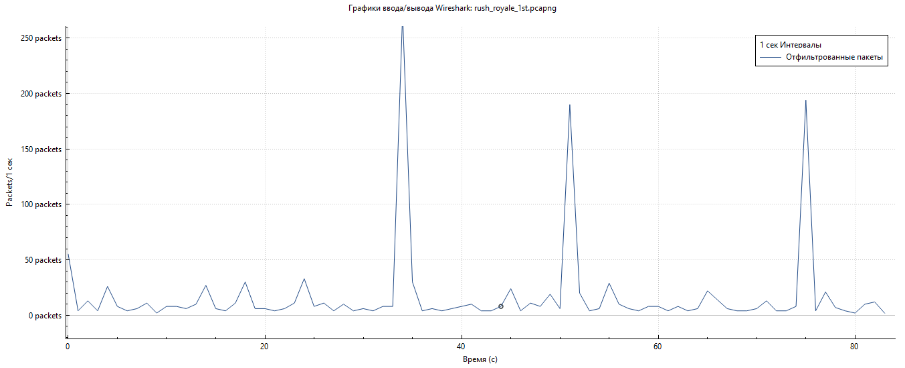 Графики ввода/вывода Wireshark: rush_royale_1st.pcapng
250 packets
200 packets
150 packets
100 packets
50 packets
0 packets
Packets/1 сек
1 сек Интервалы
Отфильтрованные пакеты
0 20 40 60 80
Время (с)